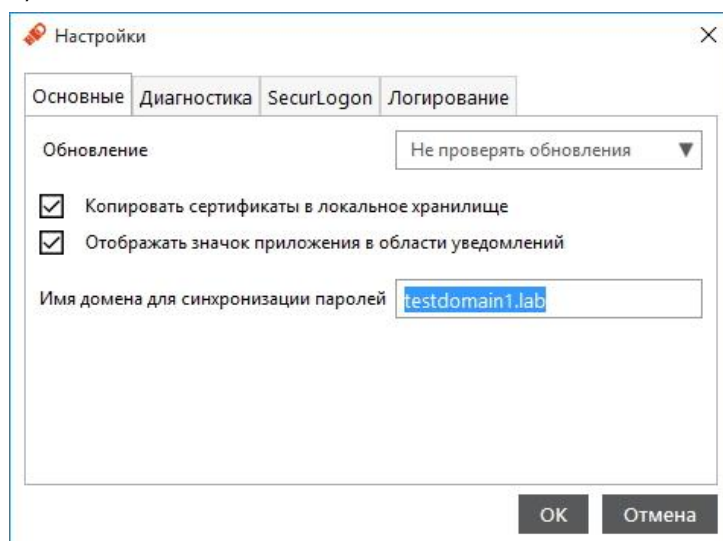 Настройки
Основные Диагностика SecurLogon Логирование
Обновление Не проверять обновления
Копировать сертификаты в локальное хранилище
Отображать значок приложения в области уведомлений
Имя домена для синхронизации паролей testdomain1.lab
ОК Отмена